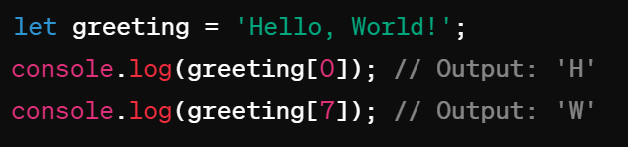 let greeting = 'Hello, World!';
console.log(greeting[0]); // Output: 'H'
console.log(greeting[7]); // Output: 'W'